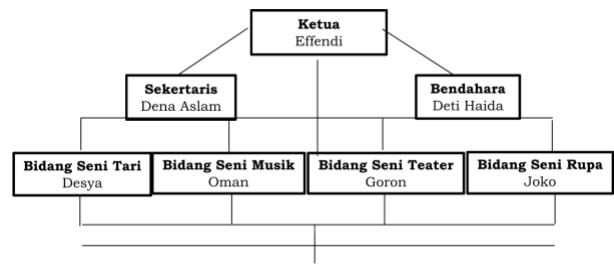 Ketua
Effendi
Sekertaris
Dena Aslam
Bendahara
Deti Haida
Bidang Seni Tari
Desya
Bidang Seni Musik
Oman
Bidang Seni Teater
Goron
Bidang Seni Rupa
Joko